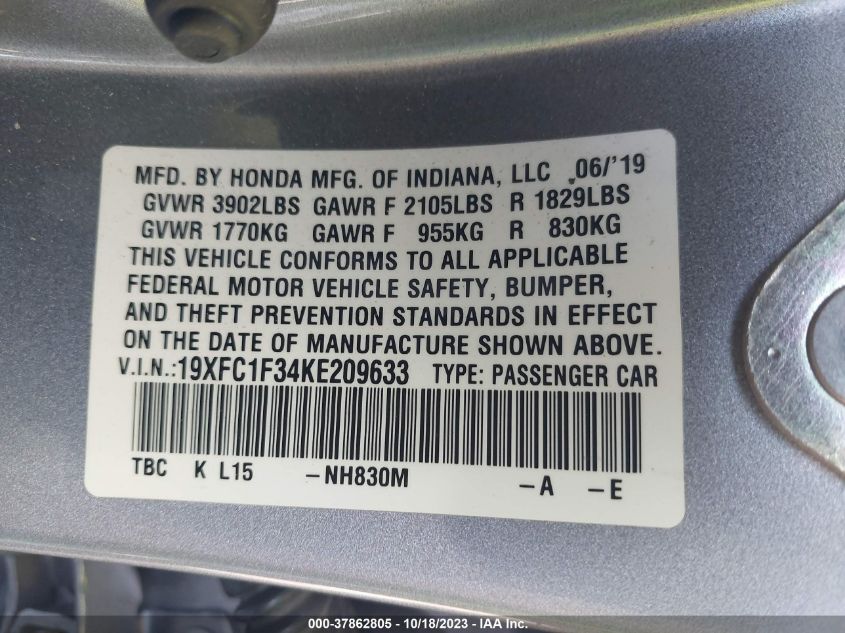 MFD. BY HONDA MFG. OF INDIANA, LLC 06/'19
GVWR 3902LBS GAWR F 2105LBS R 1829LBS
GVWR 1770KG GAWR F 955KG R 830KG
THIS VEHICLE CONFORMS TO ALL APPLICABLE
FEDERAL MOTOR VEHICLE SAFETY, BUMPER,
AND THEFT PREVENTION STANDARDS IN EFFECT
ON THE DATE OF MANUFACTURE SHOWN ABOVE.
V.I.N.:19XFC1F34KE209633 TYPE: PASSENGER CAR
TBC K L15 -NH830M -A -E
000-37862805 - 10/18/2023 - IAA Inc.